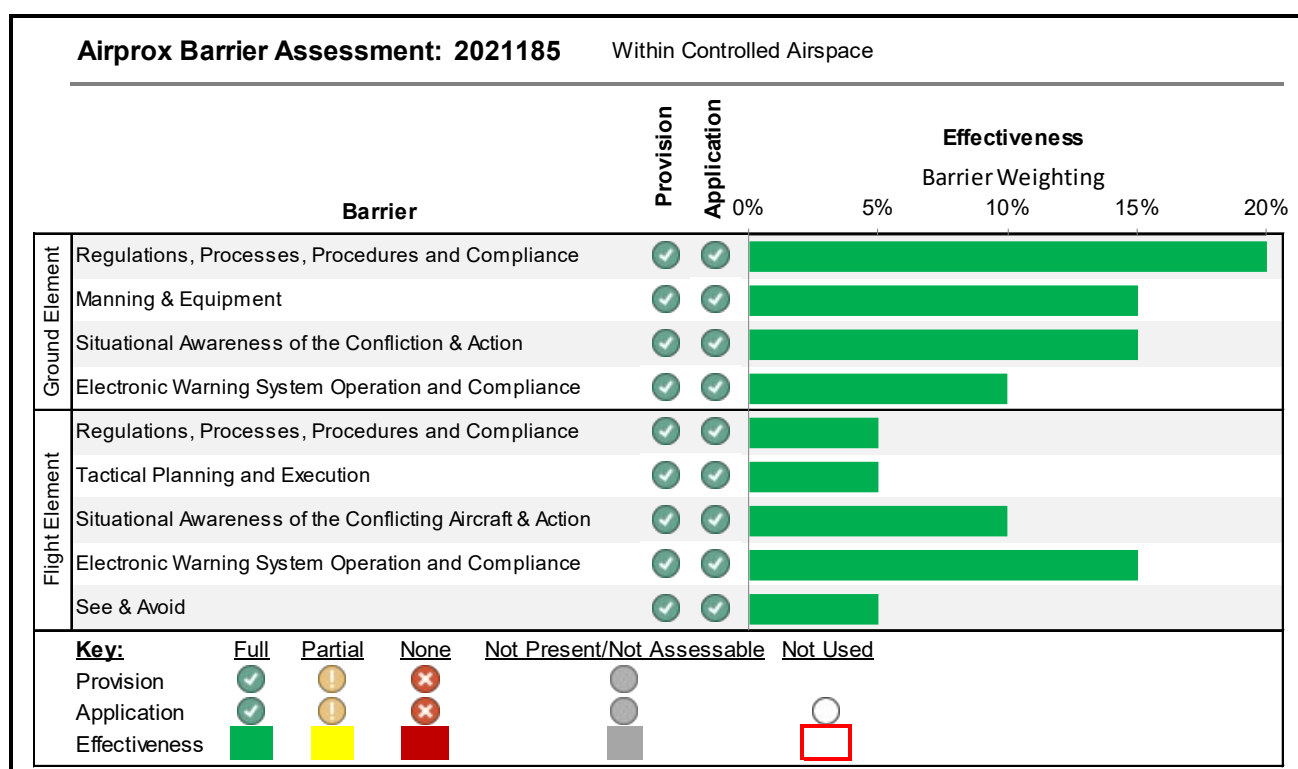 Airprox Barrier Assessment: 2021185 Within Controlled Airspace
Barrier
Provision
Application
Effectiveness
Barrier Weighting
0% 5% 10% 15% 20%
Ground Element
Regulations, Processes, Procedures and Compliance
Manning & Equipment
Situational Awareness of the Confliction & Action
Electronic Warning System Operation and Compliance
Flight Element
Regulations, Processes, Procedures and Compliance
Tactical Planning and Execution
Situational Awareness of the Conflicting Aircraft & Action
Electronic Warning System Operation and Compliance
See & Avoid
Key: Full Partial None Not Present/Not Assessable Not Used
Provision
Application
Effectiveness